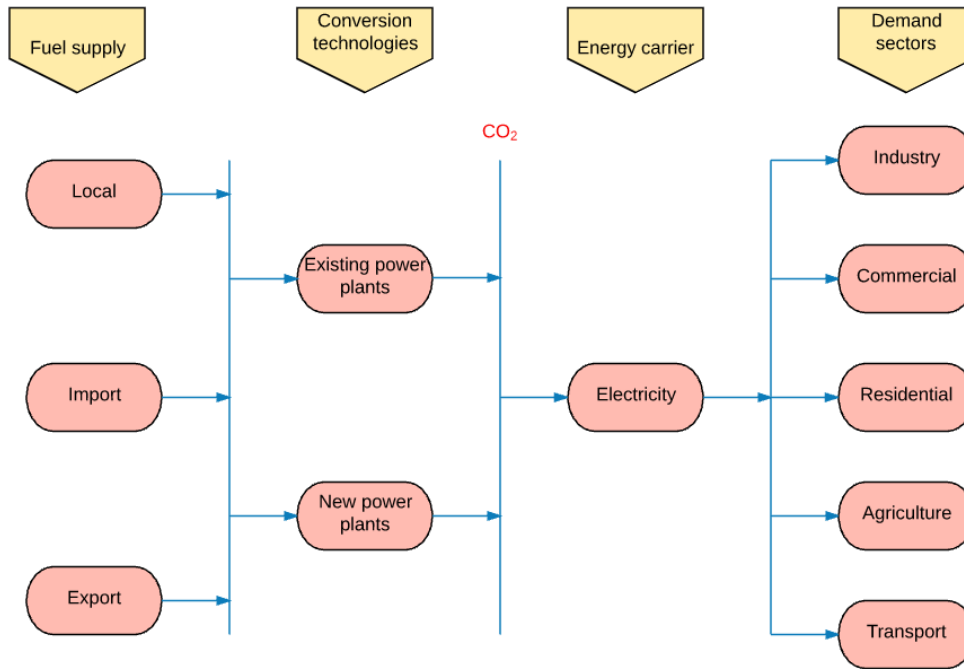 Fuel supply
Conversion
technologies
Energy carrier
Demand
sectors
CO₂
Local
Import
Export
Existing power
plants
New power
plants
Electricity
Industry
Commercial
Residential
Agriculture
Transport